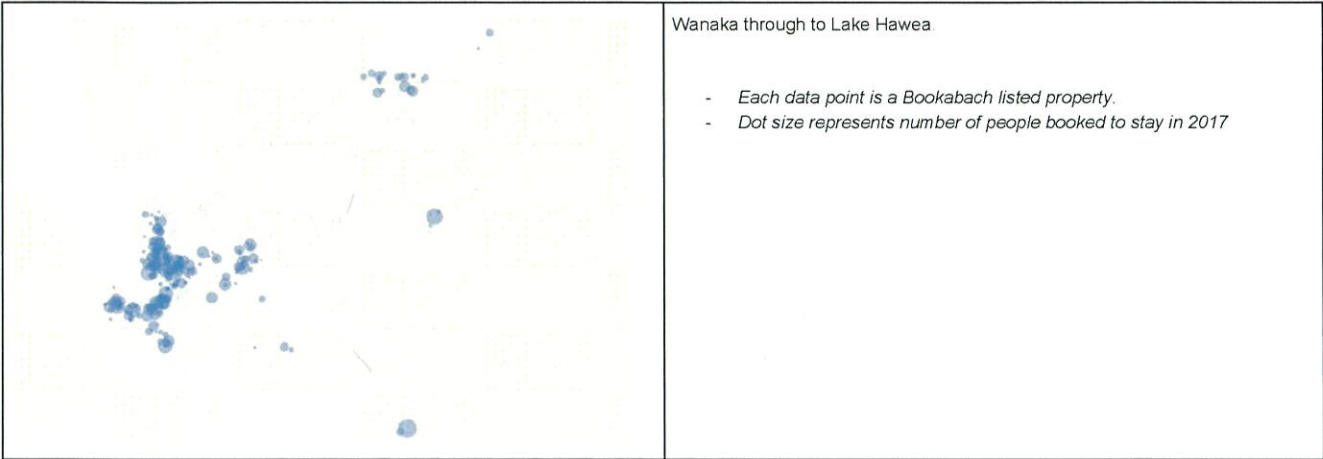 Wanaka through to Lake Hawea
- Each data point is a Bookabach listed property.
- Dot size represents number of people booked to stay in 2017